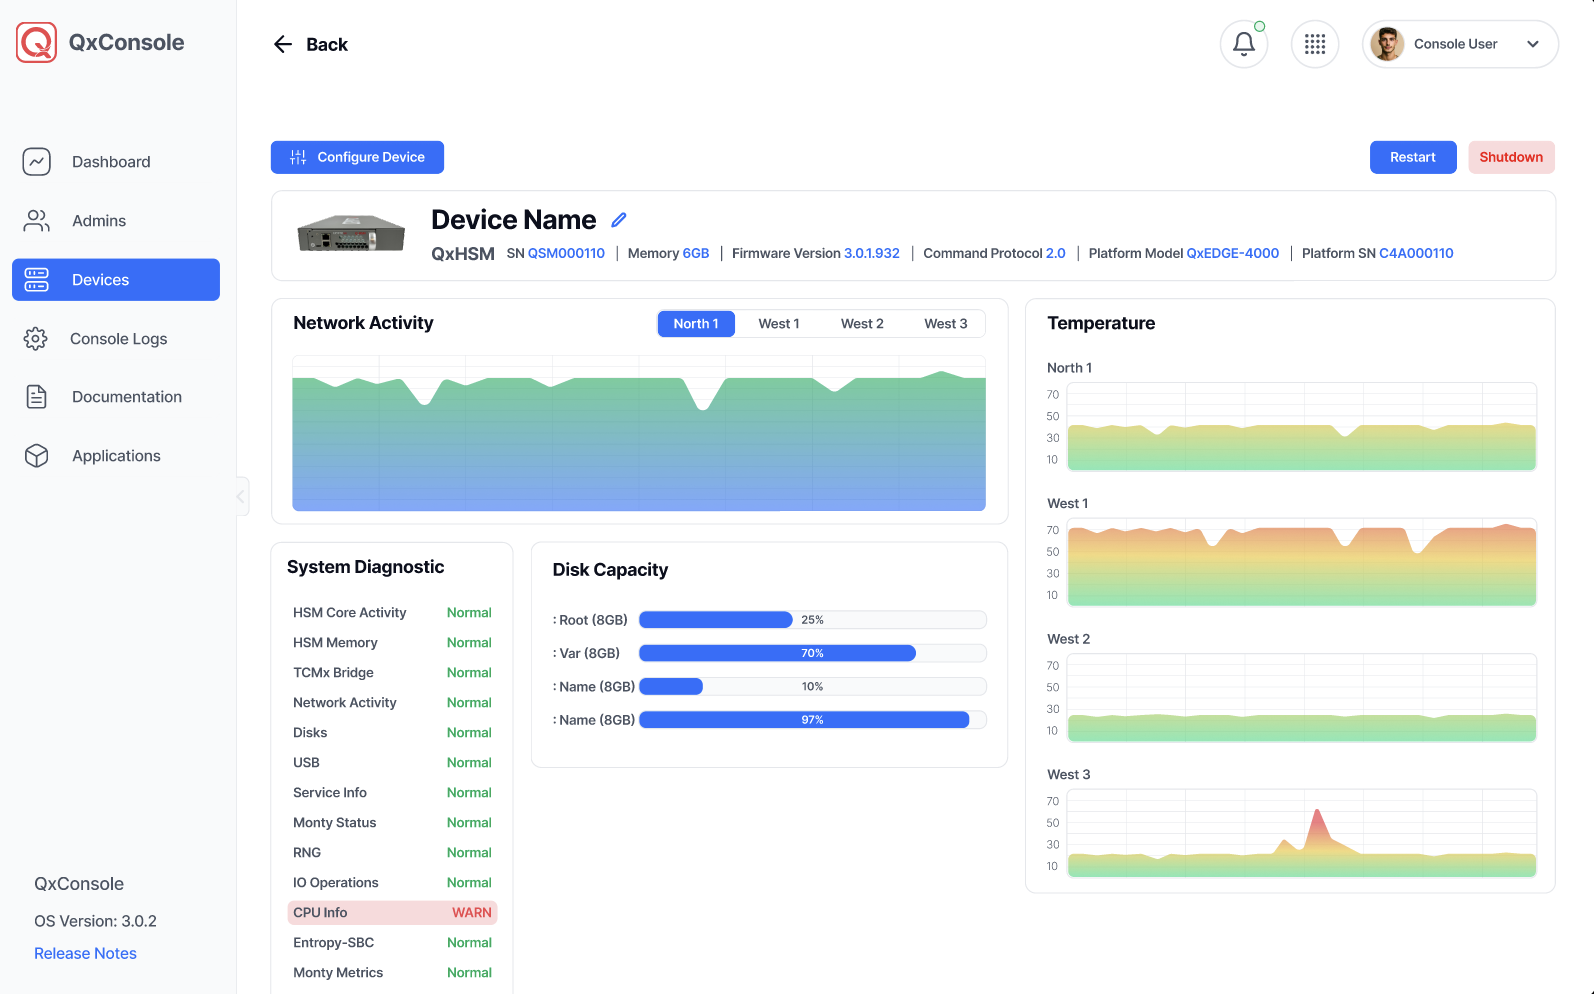 QxConsole
Back
Console User
Dashboard
Admins
Devices
Console Logs
Documentation
Applications
QxConsole
OS Version: 3.0.2
Release Notes
Configure Device
Restart
Shutdown
Device Name
QxHSM SN QSM000110 | Memory 6GB | Firmware Version 3.0.1.932 | Command Protocol 2.0 | Platform Model QxEDGE-4000 | Platform SN C4A000110
Network Activity
North 1 West 1 West 2 West 3
System Diagnostic
HSM Core Activity Normal
HSM Memory Normal
TCMx Bridge Normal
Network Activity Normal
Disks Normal
USB Normal
Service Info Normal
Monty Status Normal
RNG Normal
IO Operations Normal
CPU Info WARN
Entropy-SBC Normal
Monty Metrics Normal
Disk Capacity
: Root (8GB) 25%
: Var (8GB) 70%
: Name (8GB) 10%
: Name (8GB) 97%
Temperature
North 1
70
50
30
10
West 1
70
50
30
10
West 2
70
50
30
10
West 3
70
50
30
10